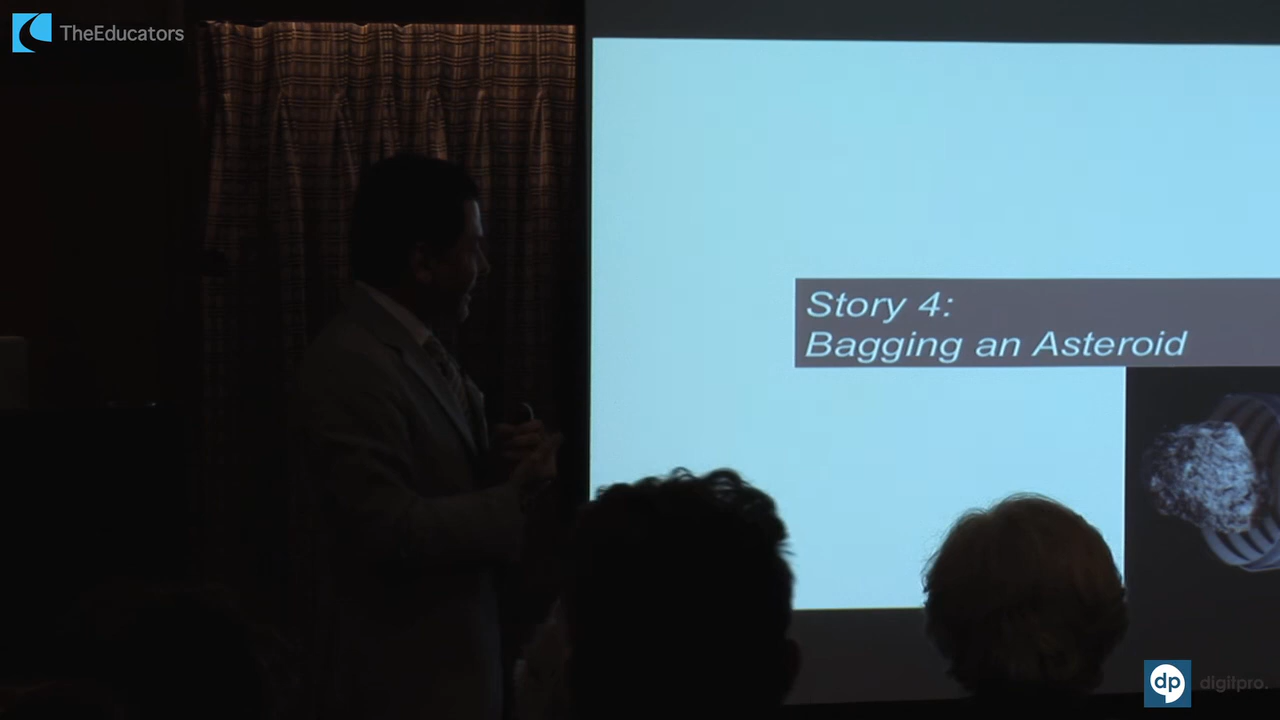 TheEducators
Story 4:
Bagging an Asteroid
dp
digitpro.